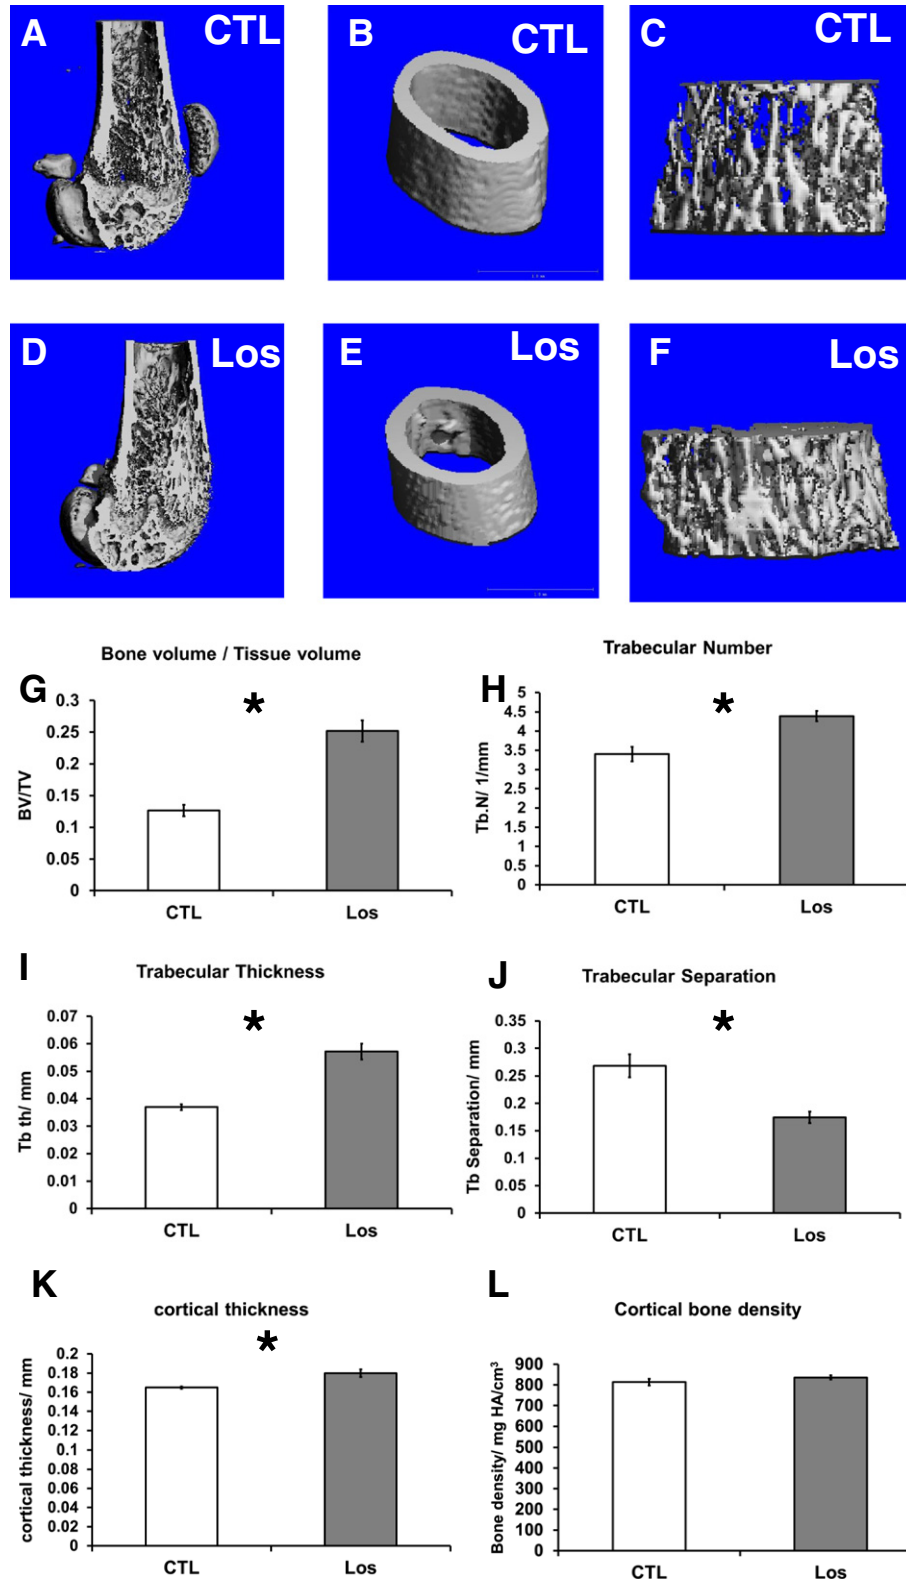 A CTL
B CTL
C CTL
D Los
E Los
F Los
G
Bone volume / Tissue volume
*
BV/TV
0.3
0.25
0.2
0.15
0.1
0.05
0
CTL Los
H
Trabecular Number
*
Tb.N/ 1/mm
5
4.5
4
3.5
3
2.5
2
1.5
1
0.5
0
CTL Los
I
Trabecular Thickness
*
Tb th/ mm
0.07
0.06
0.05
0.04
0.03
0.02
0.01
0
CTL Los
J
Trabecular Separation
*
Tb Separation/ mm
0.35
0.3
0.25
0.2
0.15
0.1
0.05
0
CTL Los
K
cortical thickness
*
cortical thickness/ mm
0.2
0.18
0.16
0.14
0.12
0.1
0.08
0.06
0.04
0.02
0
CTL Los
L
Cortical bone density
Bone density/ mg HA/cm³
900
800
700
600
500
400
300
200
100
0
CTL Los